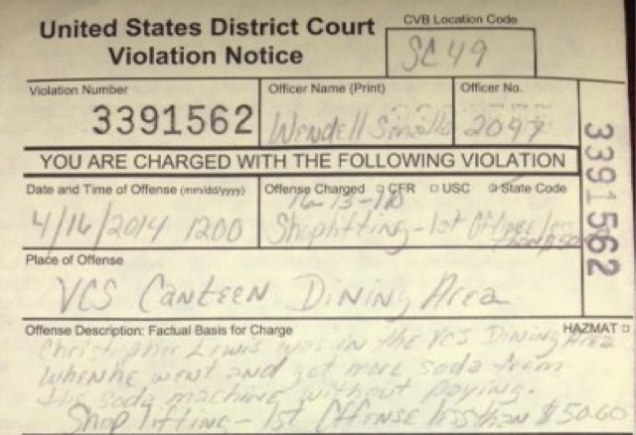 United States District Court
Violation Notice
CVB Location Code
SC49
Violation Number
3391562
Officer Name (Print)
Wendell Smalls
Officer No.
2097
YOU ARE CHARGED WITH THE FOLLOWING VIOLATION
Date and Time of Offense (mm/dd/yyyy)
4/16/2014 1200
Offense Charged CFR USC State Code
16-13-110
Shoplifting - 1st Offense less
than $50
Place of Offense
VCS CanTeen Dining Area
Offense Description: Factual Basis for Charge
HAZMAT
Christopher Lewis was in the VCS Dining Area
when he went and got more soda from
the soda machine without paying.
Shoplifting - 1st Offense less than $50.00
3391562